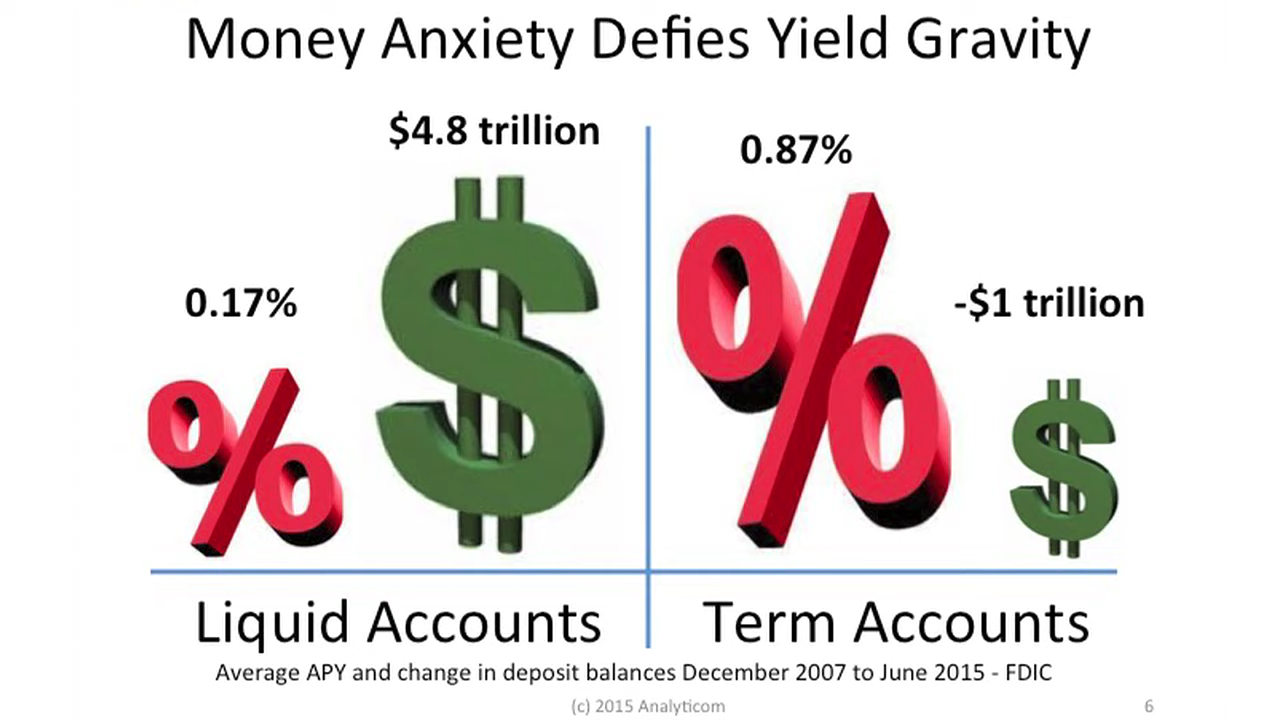 Money Anxiety Defies Yield Gravity
$4.8 trillion
0.17%
%
$
0.87%
-$1 trillion
%
$
Liquid Accounts
Term Accounts
Average APY and change in deposit balances December 2007 to June 2015 - FDIC
(c) 2015 Analyticom
6